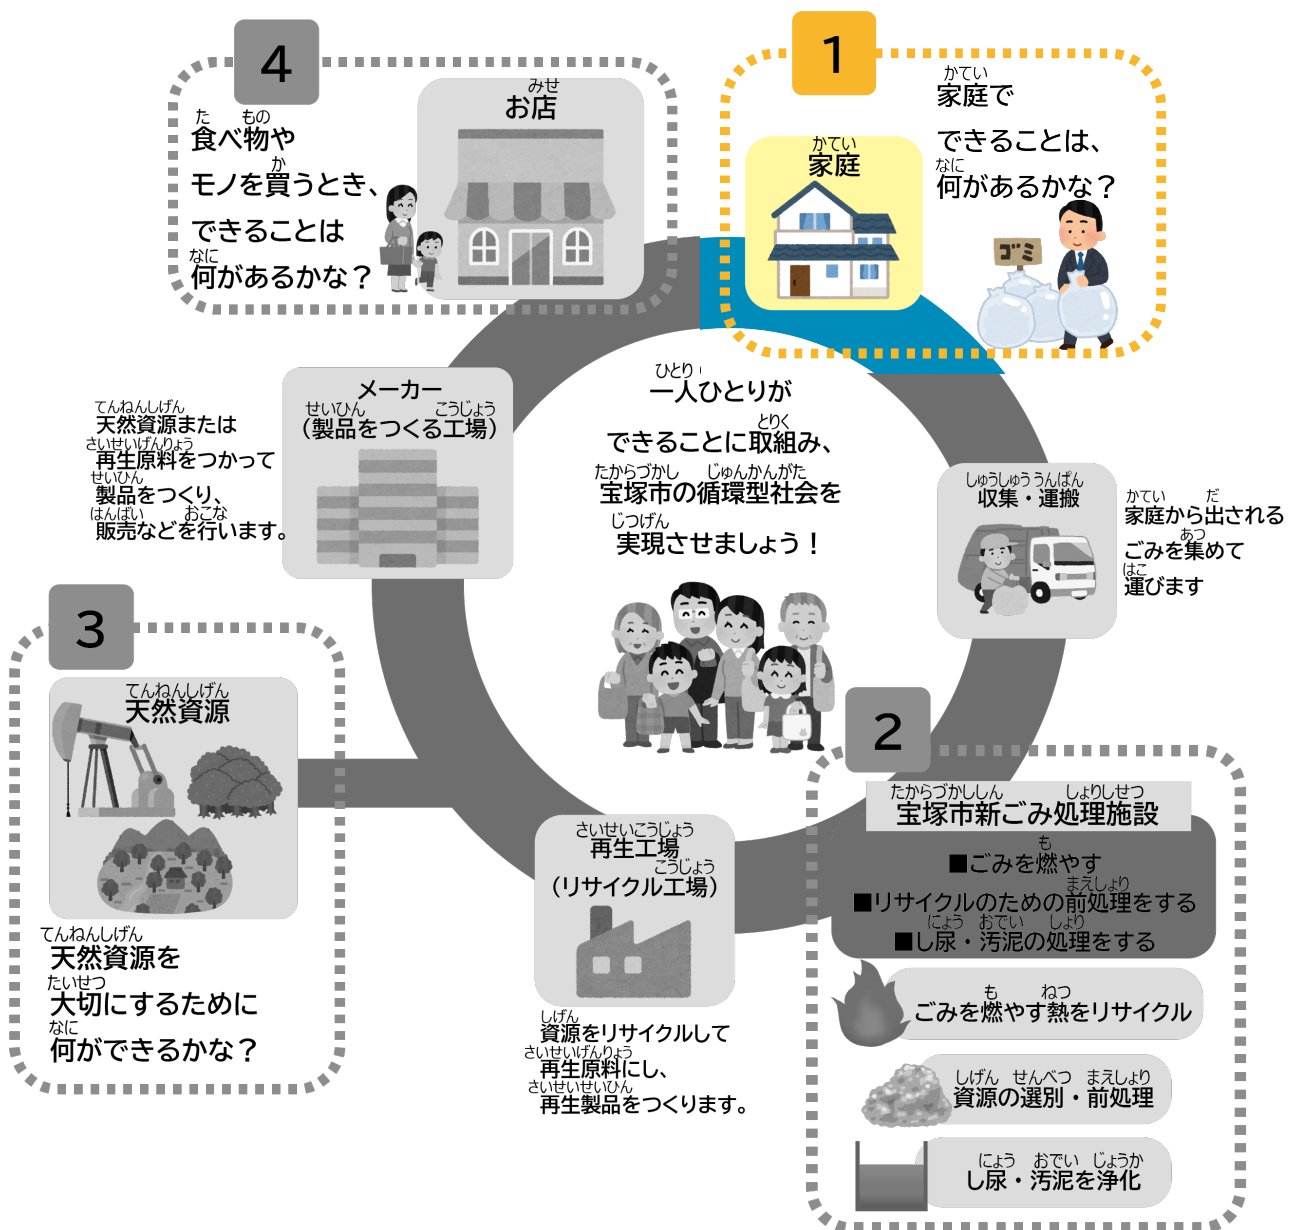 4
お店
みせ
食べ物や
た もの
モノを買うとき、
か
できることは
何があるかな？
なに
1
家庭
かてい
家庭で
かてい
できることは、
何があるかな？
なに
ゴミ
メーカー
（製品をつくる工場）
せいひん こうじょう
天然資源または
てんねんしげん
再生原料をつかって
さいせいげんりょう
製品をつくり、
せいひん
販売などを行います。
はんばい おこな
一人ひとりが
ひとり
できることに取組み、
とりく
宝塚市の循環型社会を
たからづかし じゅんかんがた
実現させましょう！
じつげん
収集・運搬
しゅうしゅううんぱん
家庭から出される
かてい だ
ごみを集めて
あつ
運びます
はこ
3
天然資源
てんねんしげん
天然資源を
てんねんしげん
大切にするために
たいせつ
何ができるかな？
なに
再生工場
さいせいこうじょう
（リサイクル工場）
こうじょう
資源をリサイクルして
しげん
再生原料にし、
さいせいげんりょう
再生製品をつくります。
さいせいせいひん
2
宝塚市新ごみ処理施設
たからづかししん しょりしせつ
■ごみを燃やす
も
■リサイクルのための前処理をする
まえしょり
■し尿・汚泥の処理をする
にょう おでい しょり
ごみを燃やす熱をリサイクル
も ねつ
資源の選別・前処理
しげん せんべつ まえしょり
し尿・汚泥を浄化
にょう おでい じょうか